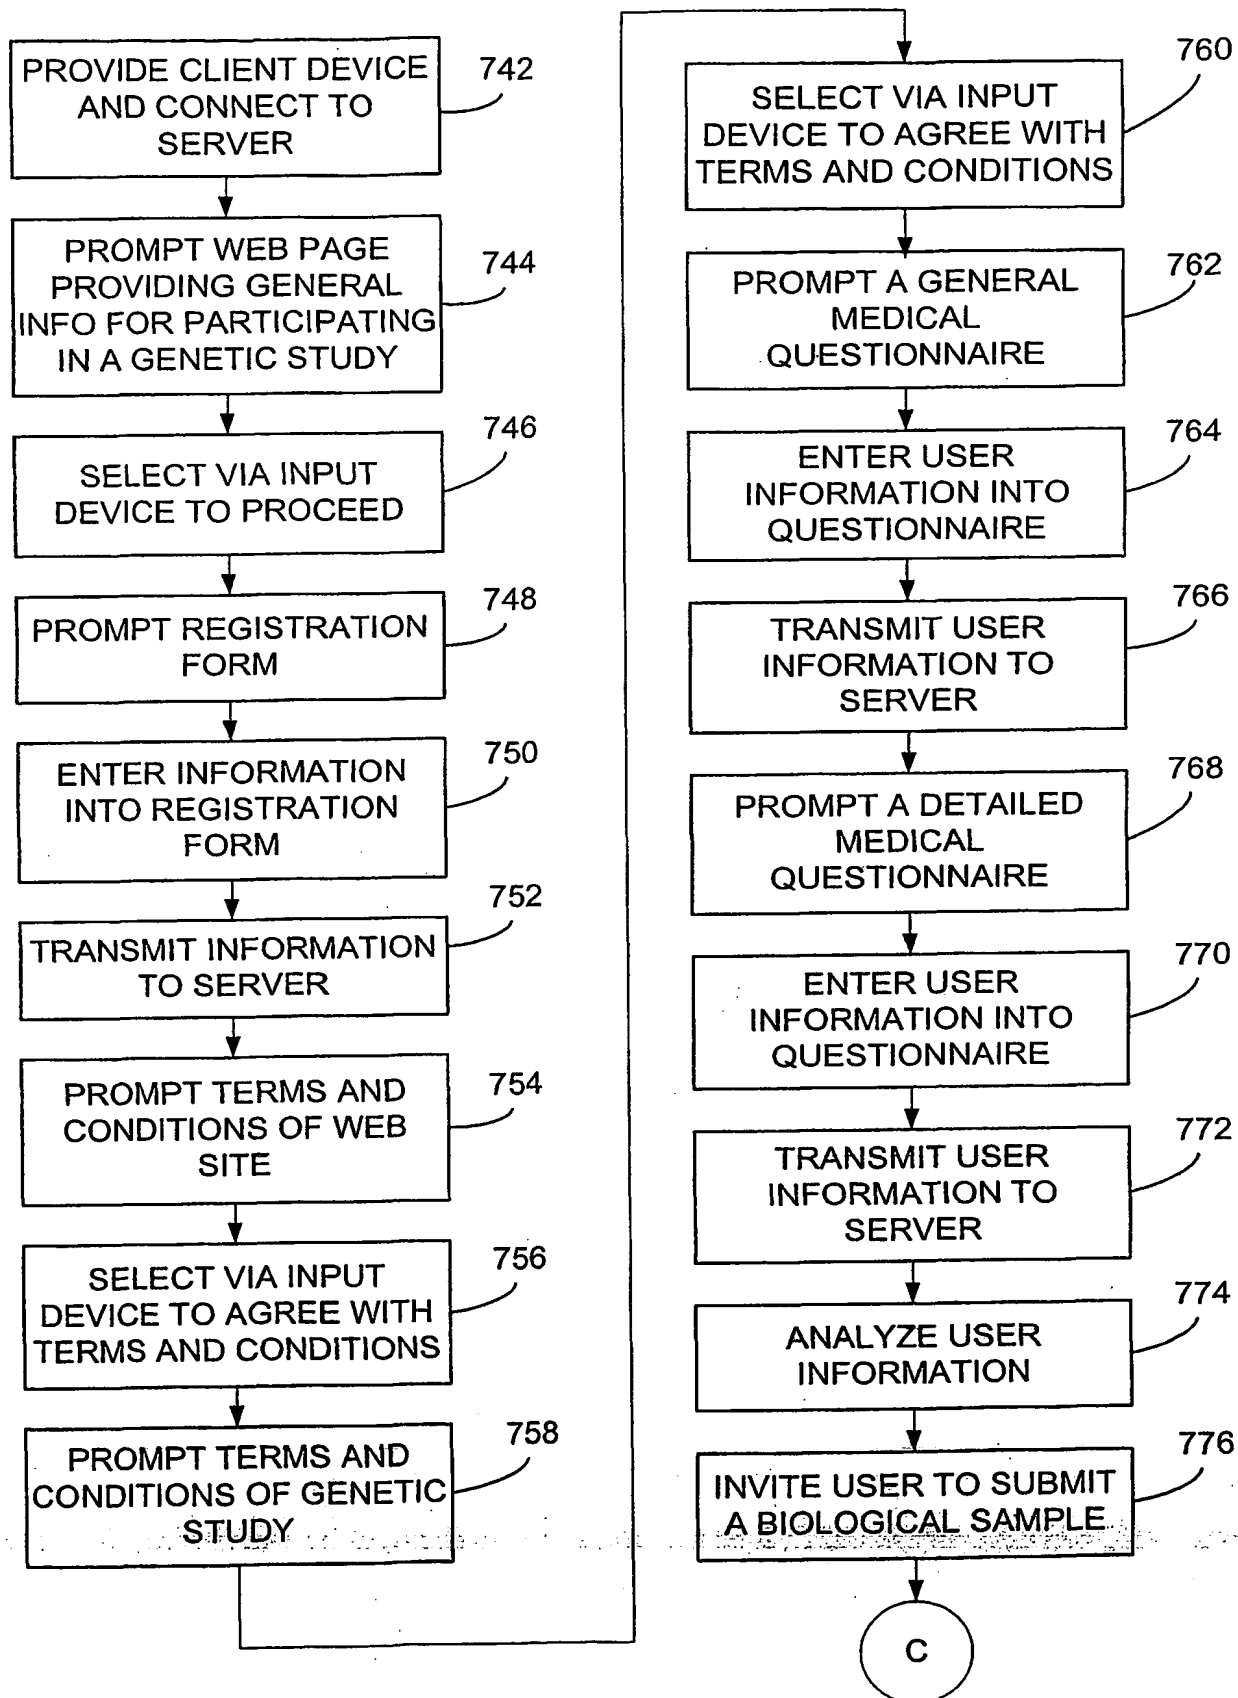 PROVIDE CLIENT DEVICE
AND CONNECT TO
SERVER
742
PROMPT WEB PAGE
PROVIDING GENERAL
INFO FOR PARTICIPATING
IN A GENETIC STUDY
744
SELECT VIA INPUT
DEVICE TO PROCEED
746
PROMPT REGISTRATION
FORM
748
ENTER INFORMATION
INTO REGISTRATION
FORM
750
TRANSMIT INFORMATION
TO SERVER
752
PROMPT TERMS AND
CONDITIONS OF WEB
SITE
754
SELECT VIA INPUT
DEVICE TO AGREE WITH
TERMS AND CONDITIONS
756
PROMPT TERMS AND
CONDITIONS OF GENETIC
STUDY
758
SELECT VIA INPUT
DEVICE TO AGREE WITH
TERMS AND CONDITIONS
760
PROMPT A GENERAL
MEDICAL
QUESTIONNAIRE
762
ENTER USER
INFORMATION INTO
QUESTIONNAIRE
764
TRANSMIT USER
INFORMATION TO
SERVER
766
PROMPT A DETAILED
MEDICAL
QUESTIONNAIRE
768
ENTER USER
INFORMATION INTO
QUESTIONNAIRE
770
TRANSMIT USER
INFORMATION TO
SERVER
772
ANALYZE USER
INFORMATION
774
INVITE USER TO SUBMIT
A BIOLOGICAL SAMPLE
776
C